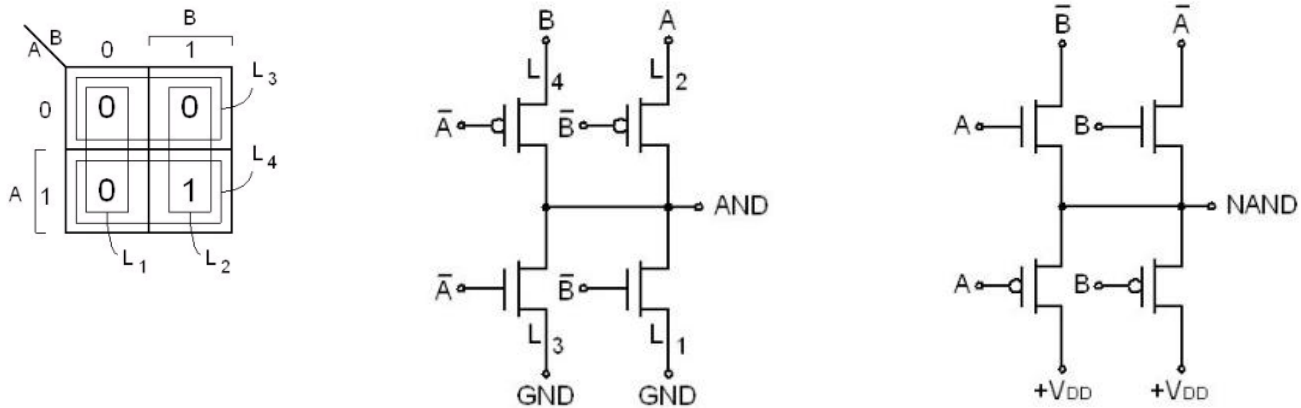 B
A B 0 1
0 0 0 L3
A 1 0 1 L4
L1 L2
B A
L4 L2
A̅ B̅
AND
A̅ B̅
L3 L1
GND GND
B̅ A̅
A B
NAND
A B
+VDD +VDD